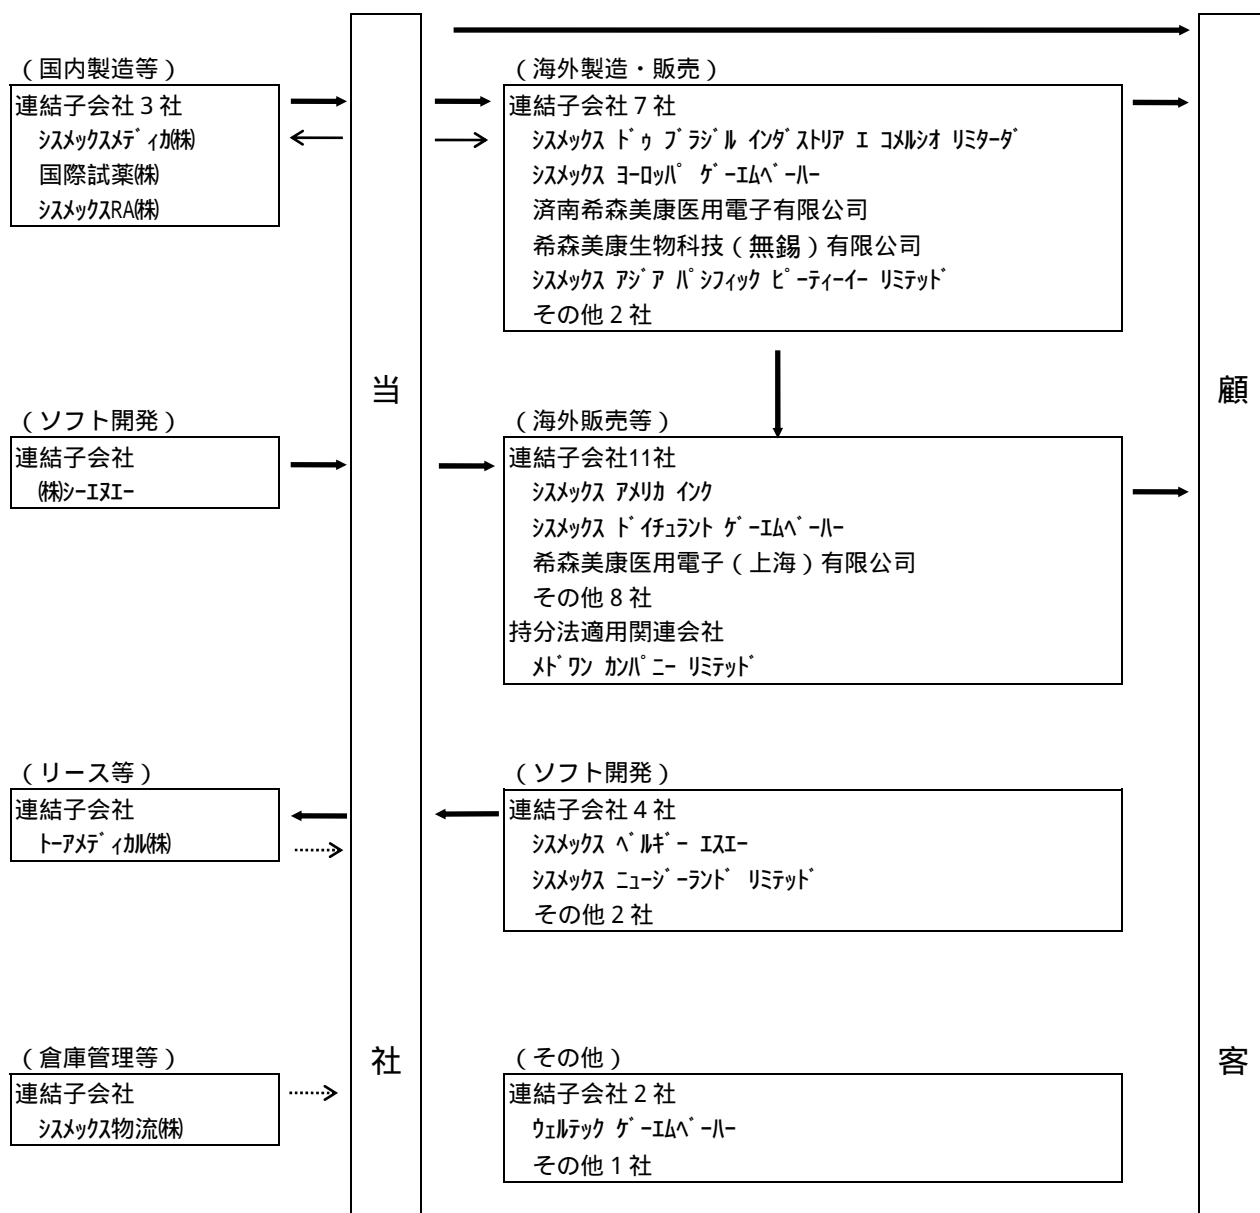 （国内製造等）
連結子会社３社
ｼｽﾒｯｸｽﾒﾃﾞｨｶ㈱
国際試薬㈱
ｼｽﾒｯｸｽRA㈱
（ソフト開発）
連結子会社
㈱ｼｰｴﾇｴｰ
（リース等）
連結子会社
ﾄｰｱﾒﾃﾞｨｶﾙ㈱
（倉庫管理等）
連結子会社
ｼｽﾒｯｸｽ物流㈱
当
社
（海外製造・販売）
連結子会社７社
ｼｽﾒｯｸｽ ﾄﾞｩ ﾌﾞﾗｼﾞﾙ ｲﾝﾀﾞｽﾄﾘｱ ｴ ｺﾒﾙｼｵ ﾘﾐﾀｰﾀﾞ
ｼｽﾒｯｸｽ ﾖｰﾛｯﾊﾟ ｹﾞｰｴﾑﾍﾞｰﾊｰ
済南希森美康医用電子有限公司
希森美康生物科技（無錫）有限公司
ｼｽﾒｯｸｽ ｱｼﾞｱ ﾊﾟｼﾌｨｯｸ ﾋﾟｰﾃｨｰｲｰ ﾘﾐﾃｯﾄﾞ
その他２社
（海外販売等）
連結子会社11社
ｼｽﾒｯｸｽ ｱﾒﾘｶ ｲﾝｸ
ｼｽﾒｯｸｽ ﾄﾞｲﾁｭﾗﾝﾄ ｹﾞｰｴﾑﾍﾞｰﾊｰ
希森美康医用電子（上海）有限公司
その他８社
持分法適用関連会社
ﾒﾄﾞﾜﾝ ｶﾝﾊﾟﾆｰ ﾘﾐﾃｯﾄﾞ
（ソフト開発）
連結子会社４社
ｼｽﾒｯｸｽ ﾍﾞﾙｷﾞｰ ｴｽｴｰ
ｼｽﾒｯｸｽ ﾆｭｰｼﾞｰﾗﾝﾄﾞ ﾘﾐﾃｯﾄﾞ
その他２社
（その他）
連結子会社２社
ｳｪﾙﾃｯｸ ｹﾞｰｴﾑﾍﾞｰﾊｰ
その他１社
顧
客